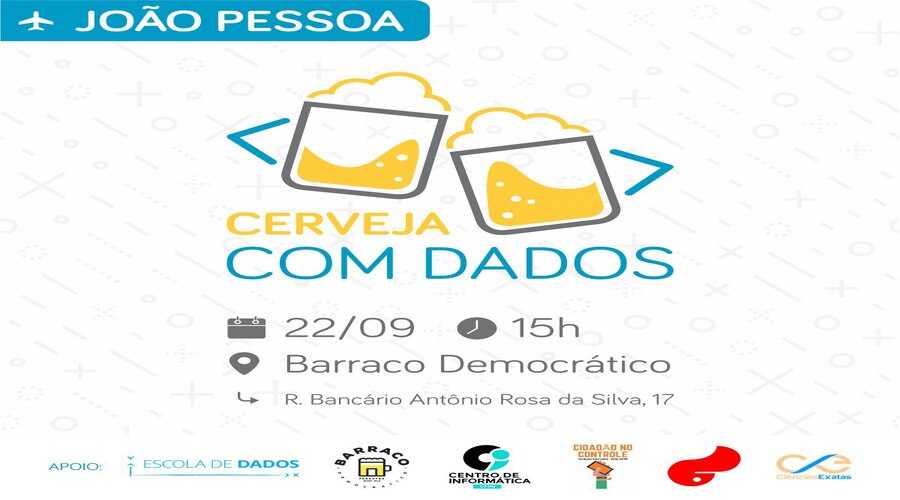 JOÃO PESSOA
CERVEJA
COM DADOS
22/09 15h
Barraco Democrático
R. Bancário Antônio Rosa da Silva, 17
APOIO:
ESCOLA DE DADOS
BARRACO
CENTRO DE
INFORMÁTICA
UFPB
CIDADÃO NO
CONTROLE
CiênciasExatas